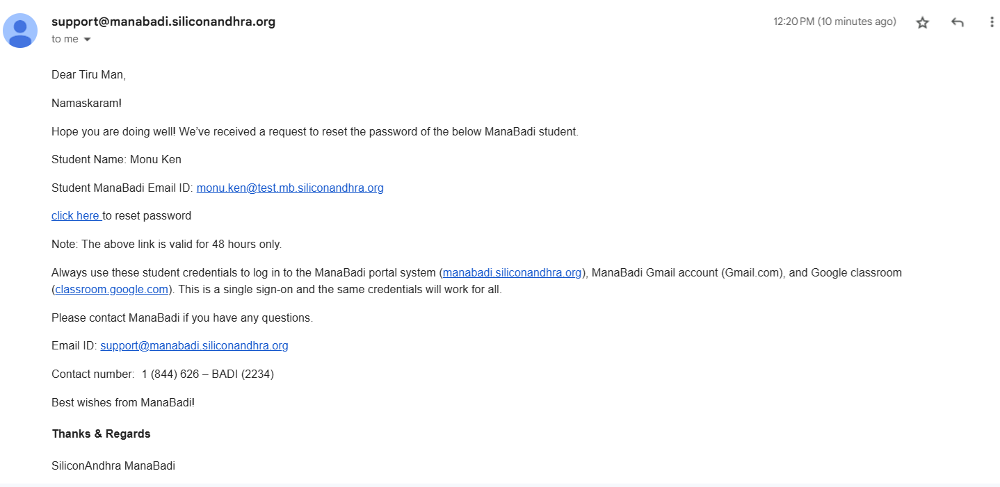 support@manabadi.siliconandhra.org
12:20 PM (10 minutes ago)
to me
Dear Tiru Man,
Namaskaram!
Hope you are doing well! We’ve received a request to reset the password of the below ManaBadi student.
Student Name: Monu Ken
Student ManaBadi Email ID: monu.ken@test.mb.siliconandhra.org
click here to reset password
Note: The above link is valid for 48 hours only.
Always use these student credentials to log in to the ManaBadi portal system (manabadi.siliconandhra.org), ManaBadi Gmail account (Gmail.com), and Google classroom
(classroom.google.com). This is a single sign-on and the same credentials will work for all.
Please contact ManaBadi if you have any questions.
Email ID: support@manabadi.siliconandhra.org
Contact number:  1 (844) 626 – BADI (2234)
Best wishes from ManaBadi!
Thanks & Regards
SiliconAndhra ManaBadi